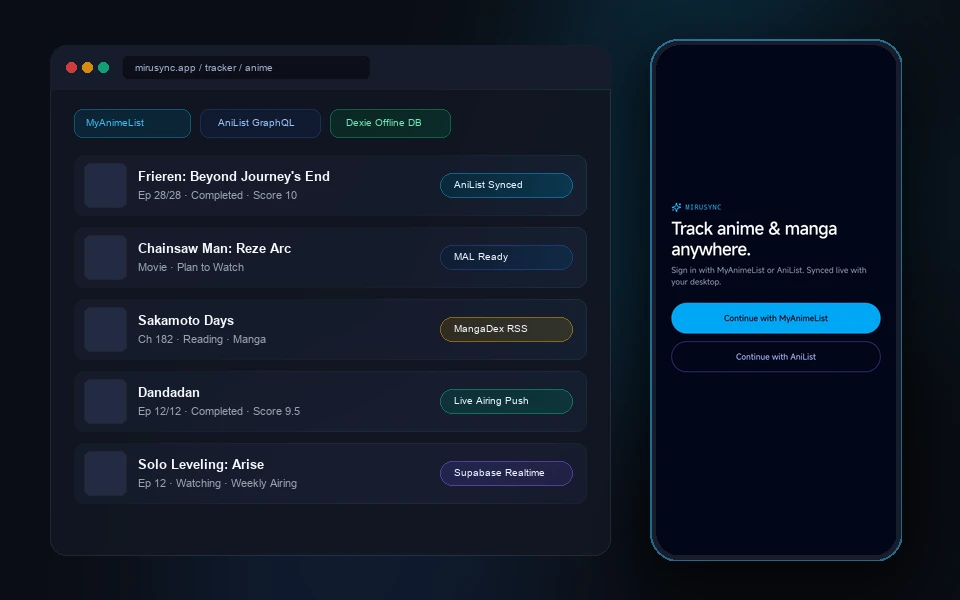 mirusync.app / tracker / anime
MyAnimeList
AniList GraphQL
Dexie Offline DB
Frieren: Beyond Journey's End
Ep 28/28 · Completed · Score 10
AniList Synced
Chainsaw Man: Reze Arc
Movie · Plan to Watch
MAL Ready
Sakamoto Days
Ch 182 · Reading · Manga
MangaDex RSS
Dandadan
Ep 12/12 · Completed · Score 9.5
Live Airing Push
Solo Leveling: Arise
Ep 12 · Watching · Weekly Airing
Supabase Realtime
MIRUSYNC
Track anime & manga
anywhere.
Sign in with MyAnimeList or AniList. Synced live with
your desktop.
Continue with MyAnimeList
Continue with AniList